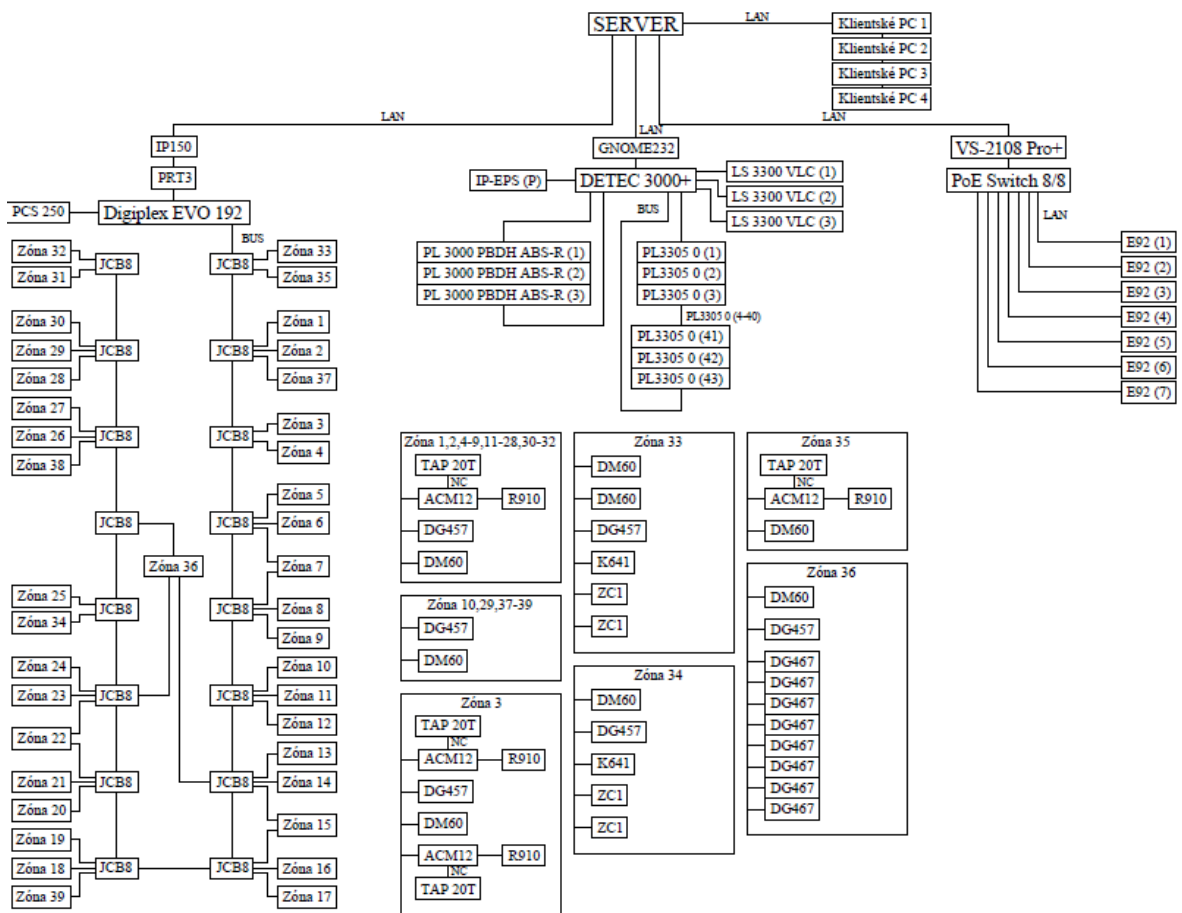 SERVER
LAN
Klientské PC 1
Klientské PC 2
Klientské PC 3
Klientské PC 4
LAN
LAN
LAN
IP150
PRT3
PCS 250
Digiplex EVO 192
BUS
GNOME232
IP-EPS (P)
DETEC 3000+
BUS
LS 3300 VLC (1)
LS 3300 VLC (2)
LS 3300 VLC (3)
VS-2108 Pro+
PoE Switch 8/8
LAN
E92 (1)
E92 (2)
E92 (3)
E92 (4)
E92 (5)
E92 (6)
E92 (7)
PL 3000 PBDH ABS-R (1)
PL 3000 PBDH ABS-R (2)
PL 3000 PBDH ABS-R (3)
PL3305 0 (1)
PL3305 0 (2)
PL3305 0 (3)
PL3305 0 (4-40)
PL3305 0 (41)
PL3305 0 (42)
PL3305 0 (43)
Zóna 32
Zóna 31
JCB8
JCB8
Zóna 33
Zóna 35
Zóna 30
Zóna 29
Zóna 28
JCB8
JCB8
Zóna 1
Zóna 2
Zóna 37
Zóna 27
Zóna 26
Zóna 38
JCB8
JCB8
Zóna 3
Zóna 4
JCB8
JCB8
Zóna 5
Zóna 6
Zóna 7
Zóna 36
Zóna 25
Zóna 34
JCB8
JCB8
Zóna 8
Zóna 9
Zóna 24
Zóna 23
Zóna 22
JCB8
JCB8
Zóna 10
Zóna 11
Zóna 12
Zóna 21
Zóna 20
JCB8
JCB8
Zóna 13
Zóna 14
Zóna 15
Zóna 19
Zóna 18
Zóna 39
JCB8
JCB8
Zóna 16
Zóna 17
Zóna 1,2,4-9,11-28,30-32
TAP 20T
NC
ACM12
R910
DG457
DM60
Zóna 10,29,37-39
DG457
DM60
Zóna 3
TAP 20T
NC
ACM12
R910
DG457
DM60
ACM12
R910
NC
TAP 20T
Zóna 33
DM60
DM60
DG457
K641
ZC1
ZC1
Zóna 34
DM60
DG457
K641
ZC1
ZC1
Zóna 35
TAP 20T
NC
ACM12
R910
DM60
Zóna 36
DM60
DG457
DG467
DG467
DG467
DG467
DG467
DG467
DG467
DG467